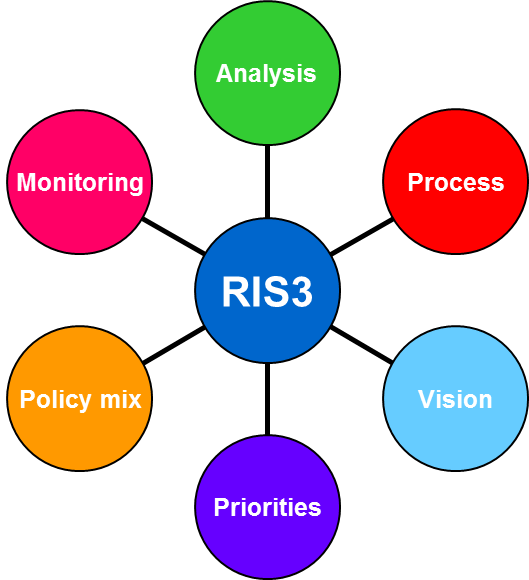 Analysis
Monitoring
Process
RIS3
Policy mix
Vision
Priorities